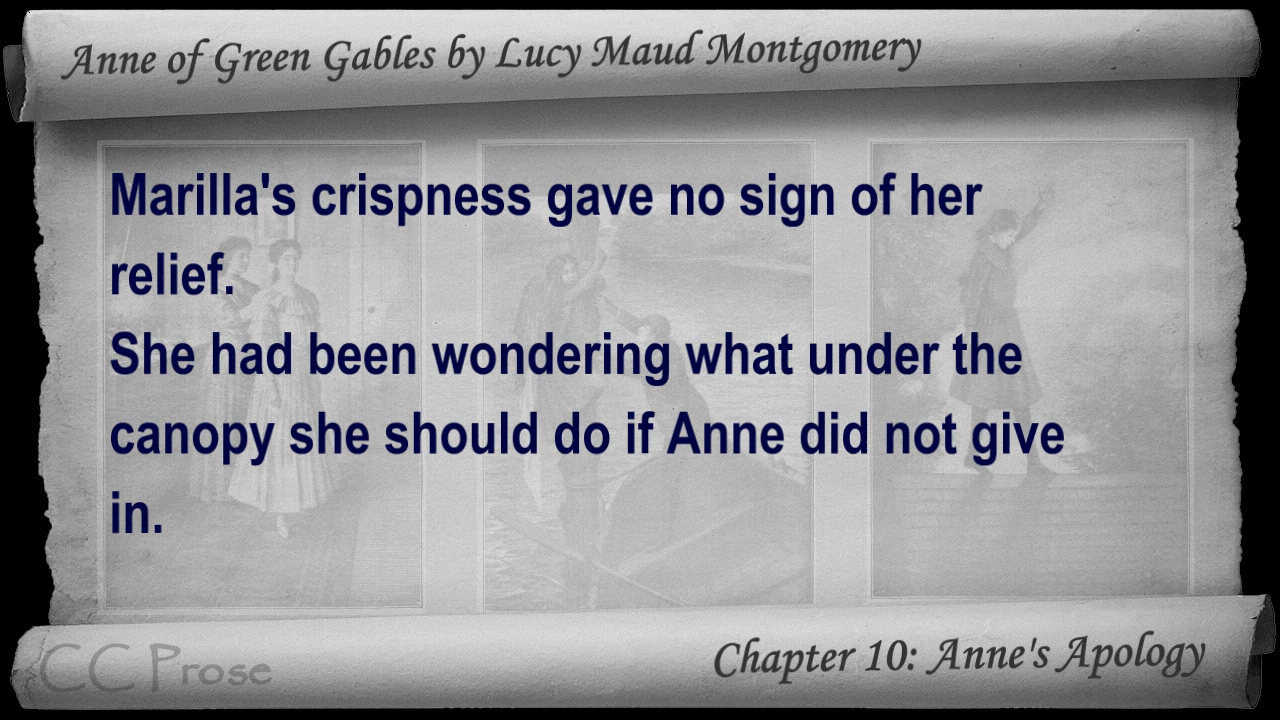 Anne of Green Gables by Lucy Maud Montgomery
Marilla's crispness gave no sign of her
relief.
She had been wondering what under the
canopy she should do if Anne did not give
in.
CC Prose
Chapter 10: Anne's Apology